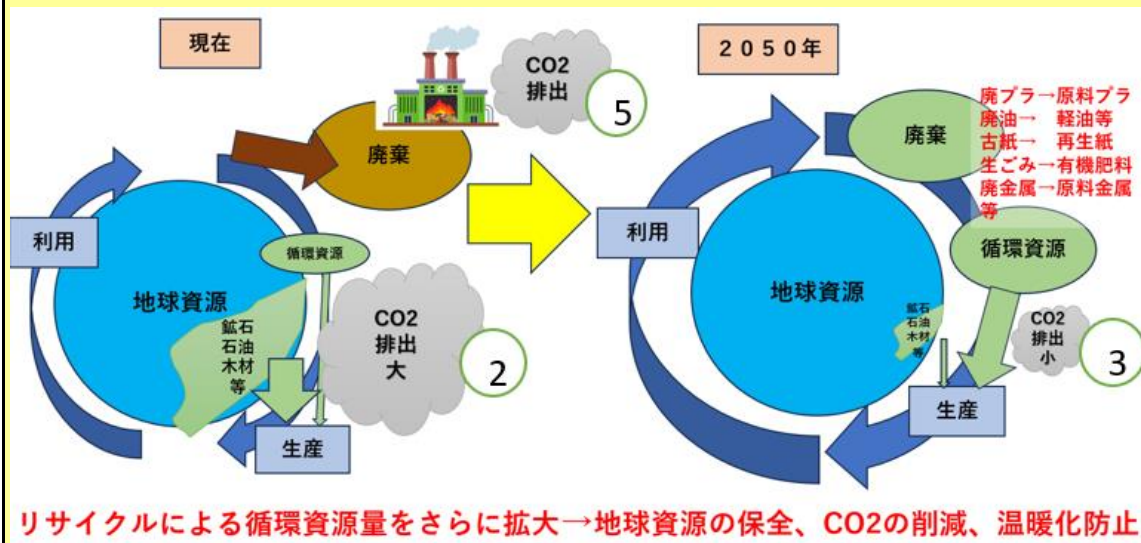 現在
CO2
排出
5
廃棄
利用
循環資源
地球資源
鉱石
石油
木材
等
CO2
排出
大
2
生産
２０５０年
廃棄
廃プラ→原料プラ
廃油→　軽油等
古紙→　再生紙
生ごみ→有機肥料
廃金属→原料金属
等
利用
循環資源
地球資源
鉱石
石油
木材
等
CO2
排出
小
3
生産
リサイクルによる循環資源量をさらに拡大→地球資源の保全、CO2の削減、温暖化防止